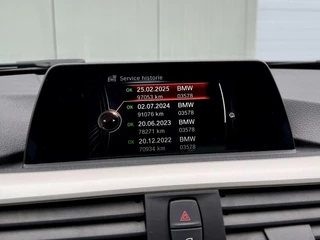 Service historie
OK 25.02.2025 BMW
97053 km 03578
OK 02.07.2024 BMW
91076 km 03578
OK 20.06.2023 BMW
78271 km 03578
OK 20.12.2022 BMW
70034 km 03578